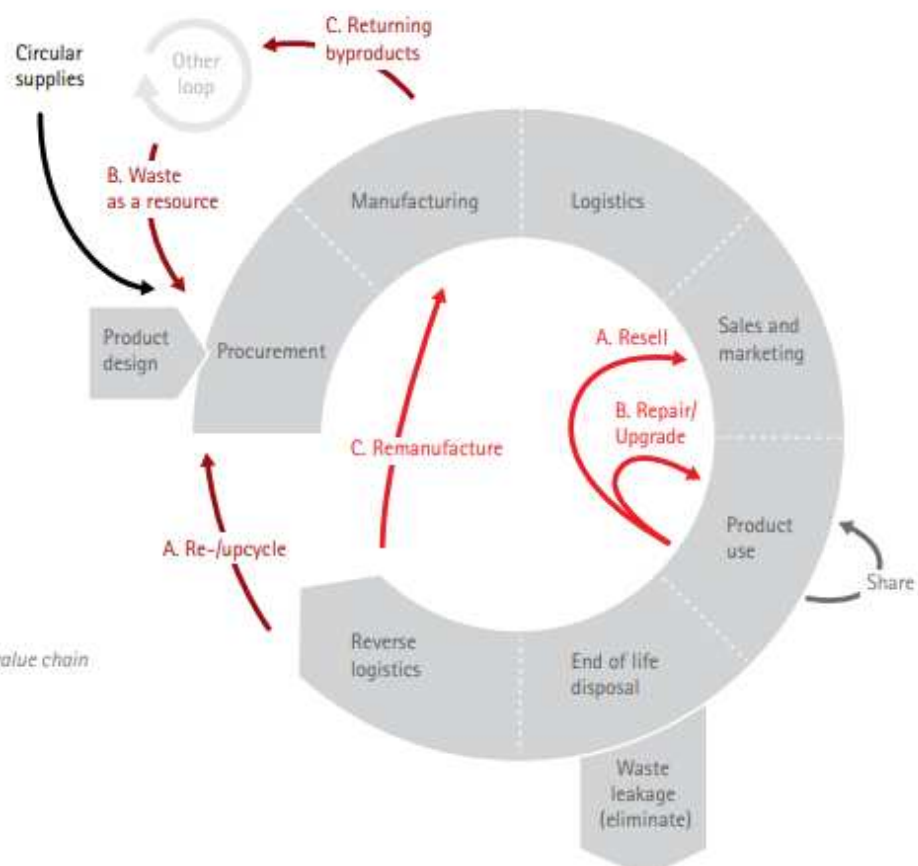 C. Returning
byproducts
Circular
supplies
Other
loop
B. Waste
as a resource
Manufacturing
Logistics
Product
design
Procurement
Sales and
marketing
A. Resell
B. Repair/
Upgrade
C. Remanufacture
A. Re-/upcycle
Product
use
Share
Reverse
logistics
End of life
disposal
value chain
Waste
leakage
(eliminate)